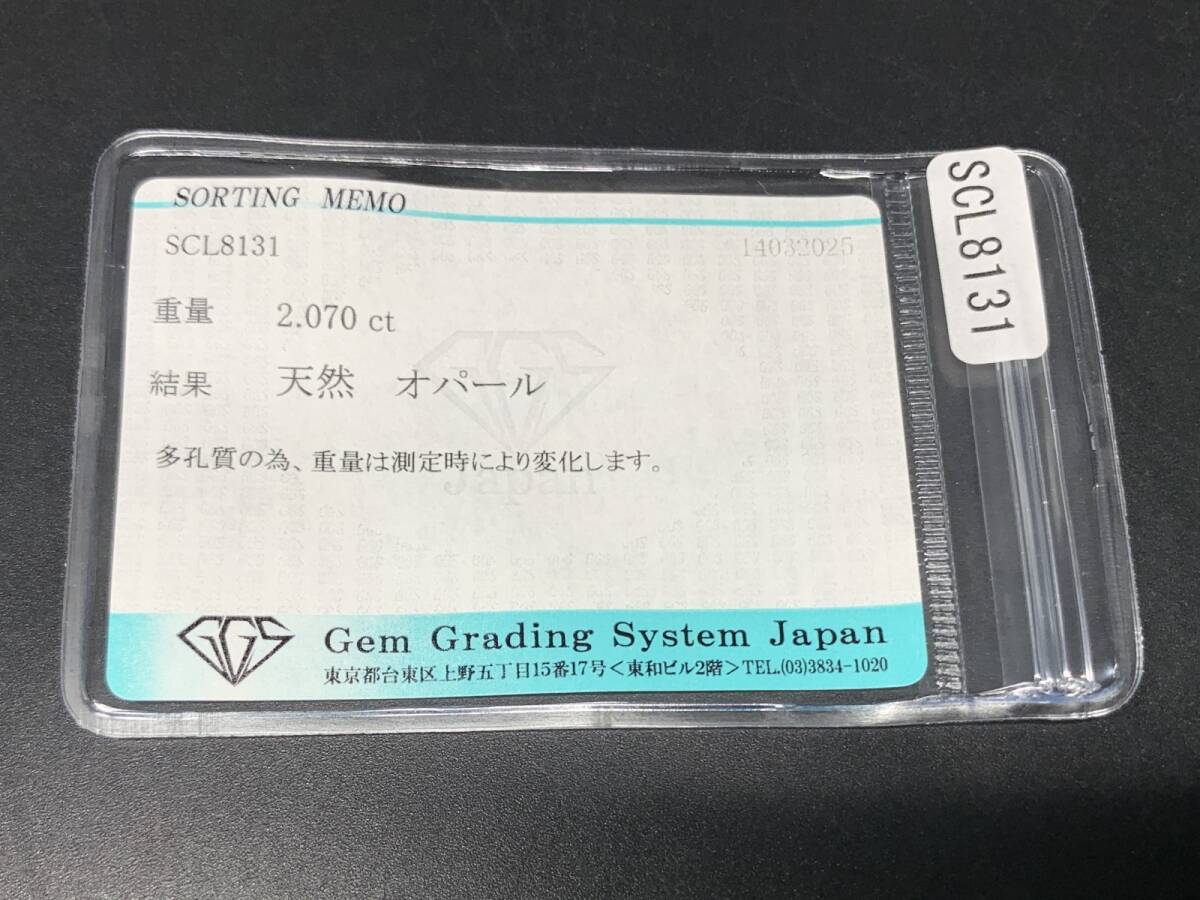 SORTING MEMO
SCL8131 14032025
重量 2.070 ct
結果 天然 オパール
多孔質の為、重量は測定時により変化します。
Japan
GGS Gem Grading System Japan
東京都台東区上野五丁目15番17号＜東和ビル2階＞TEL.(03)3834-1020
SCL8131